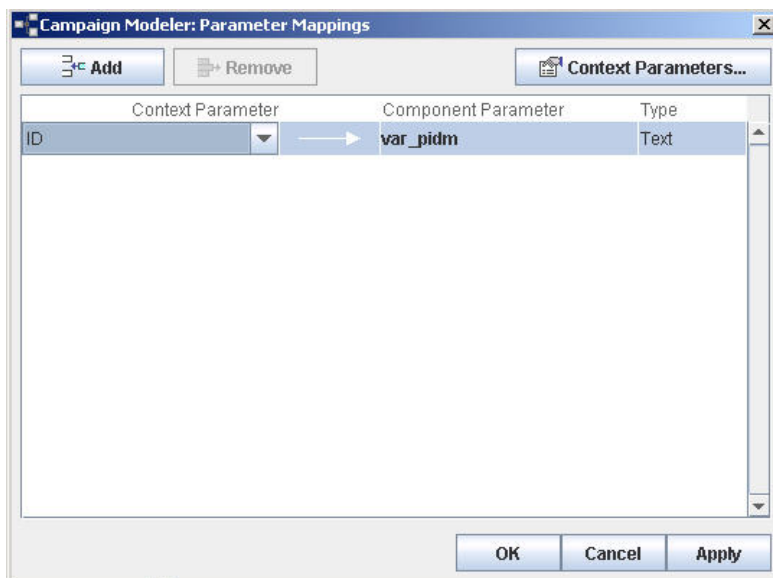 Campaign Modeler: Parameter Mappings
Add Remove Context Parameters...
Context Parameter Component Parameter Type
ID var_pidm Text
OK Cancel Apply